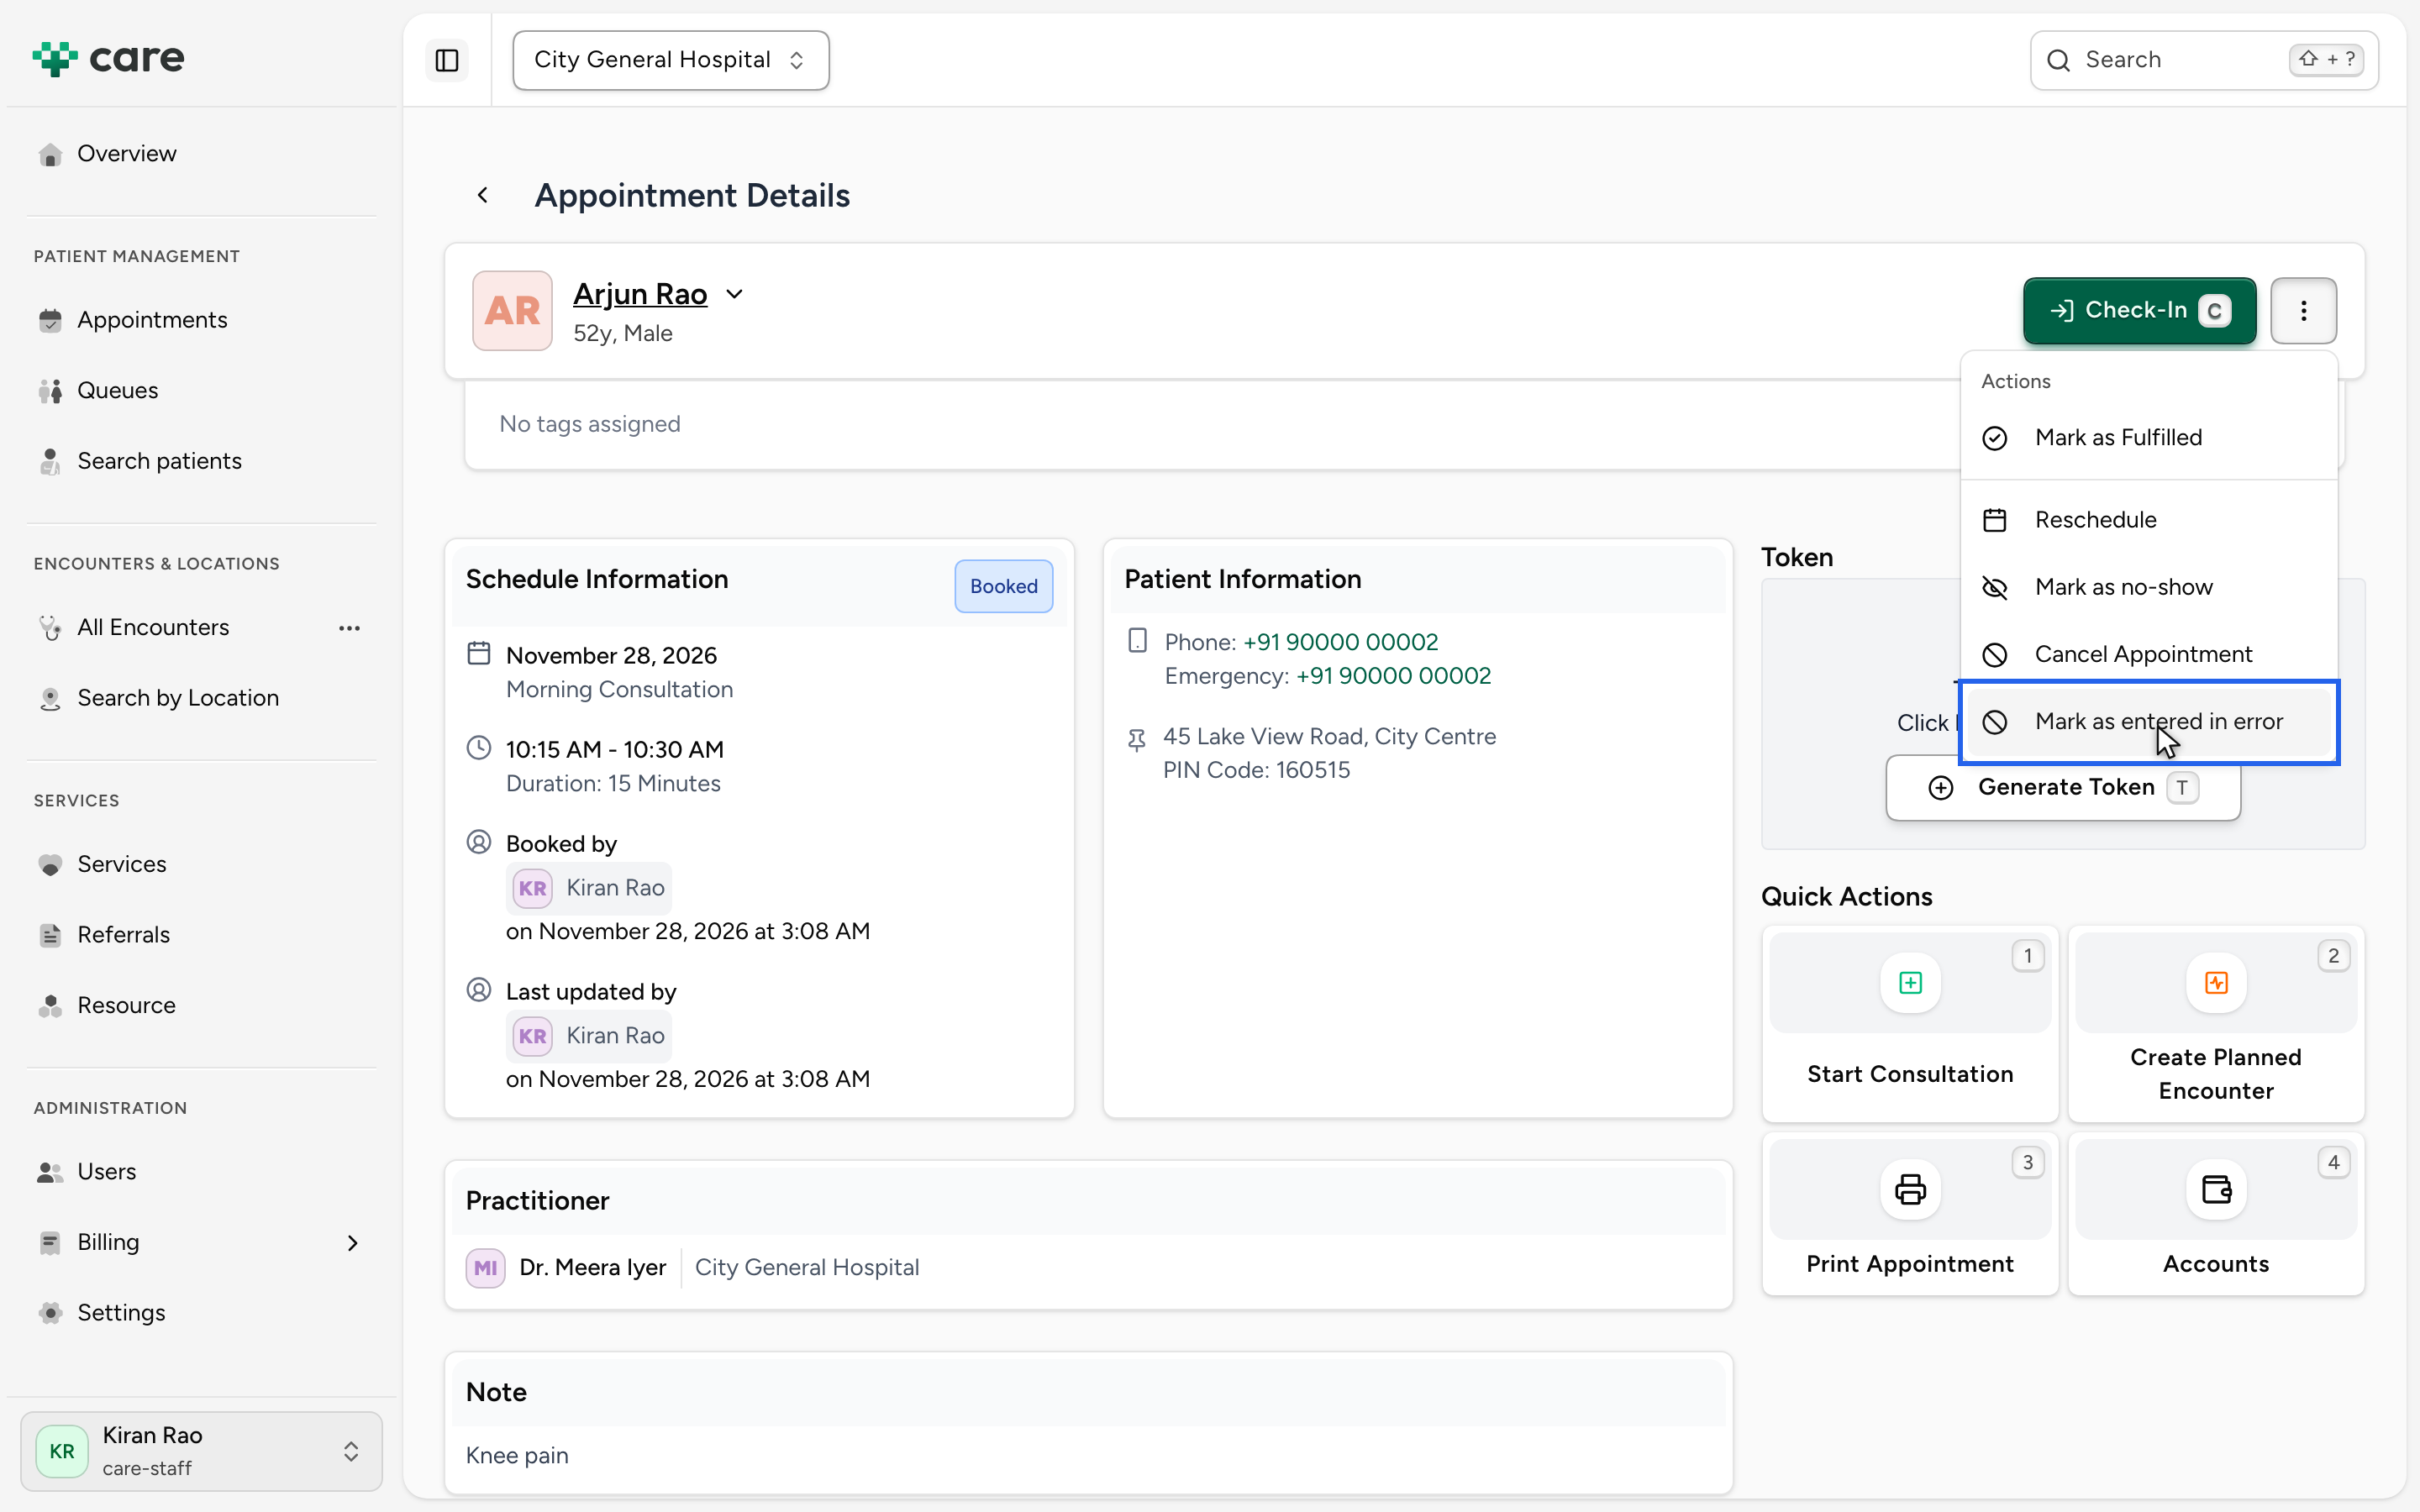 care
City General Hospital
Search
+ ?
Overview
PATIENT MANAGEMENT
Appointments
Queues
Search patients
ENCOUNTERS & LOCATIONS
All Encounters
Search by Location
SERVICES
Services
Referrals
Resource
ADMINISTRATION
Users
Billing
Settings
KR
Kiran Rao
care-staff
Appointment Details
AR
Arjun Rao
52y, Male
Check-In C
No tags assigned
Actions
Mark as Fulfilled
Reschedule
Mark as no-show
Cancel Appointment
Mark as entered in error
Schedule Information
Booked
November 28, 2026
Morning Consultation
10:15 AM - 10:30 AM
Duration: 15 Minutes
Booked by
KR Kiran Rao
on November 28, 2026 at 3:08 AM
Last updated by
KR Kiran Rao
on November 28, 2026 at 3:08 AM
Patient Information
Phone: +91 90000 00002
Emergency: +91 90000 00002
45 Lake View Road, City Centre
PIN Code: 160515
Token
Click
Generate Token T
Quick Actions
1
Start Consultation
2
Create Planned
Encounter
3
Print Appointment
4
Accounts
Practitioner
MI Dr. Meera Iyer City General Hospital
Note
Knee pain